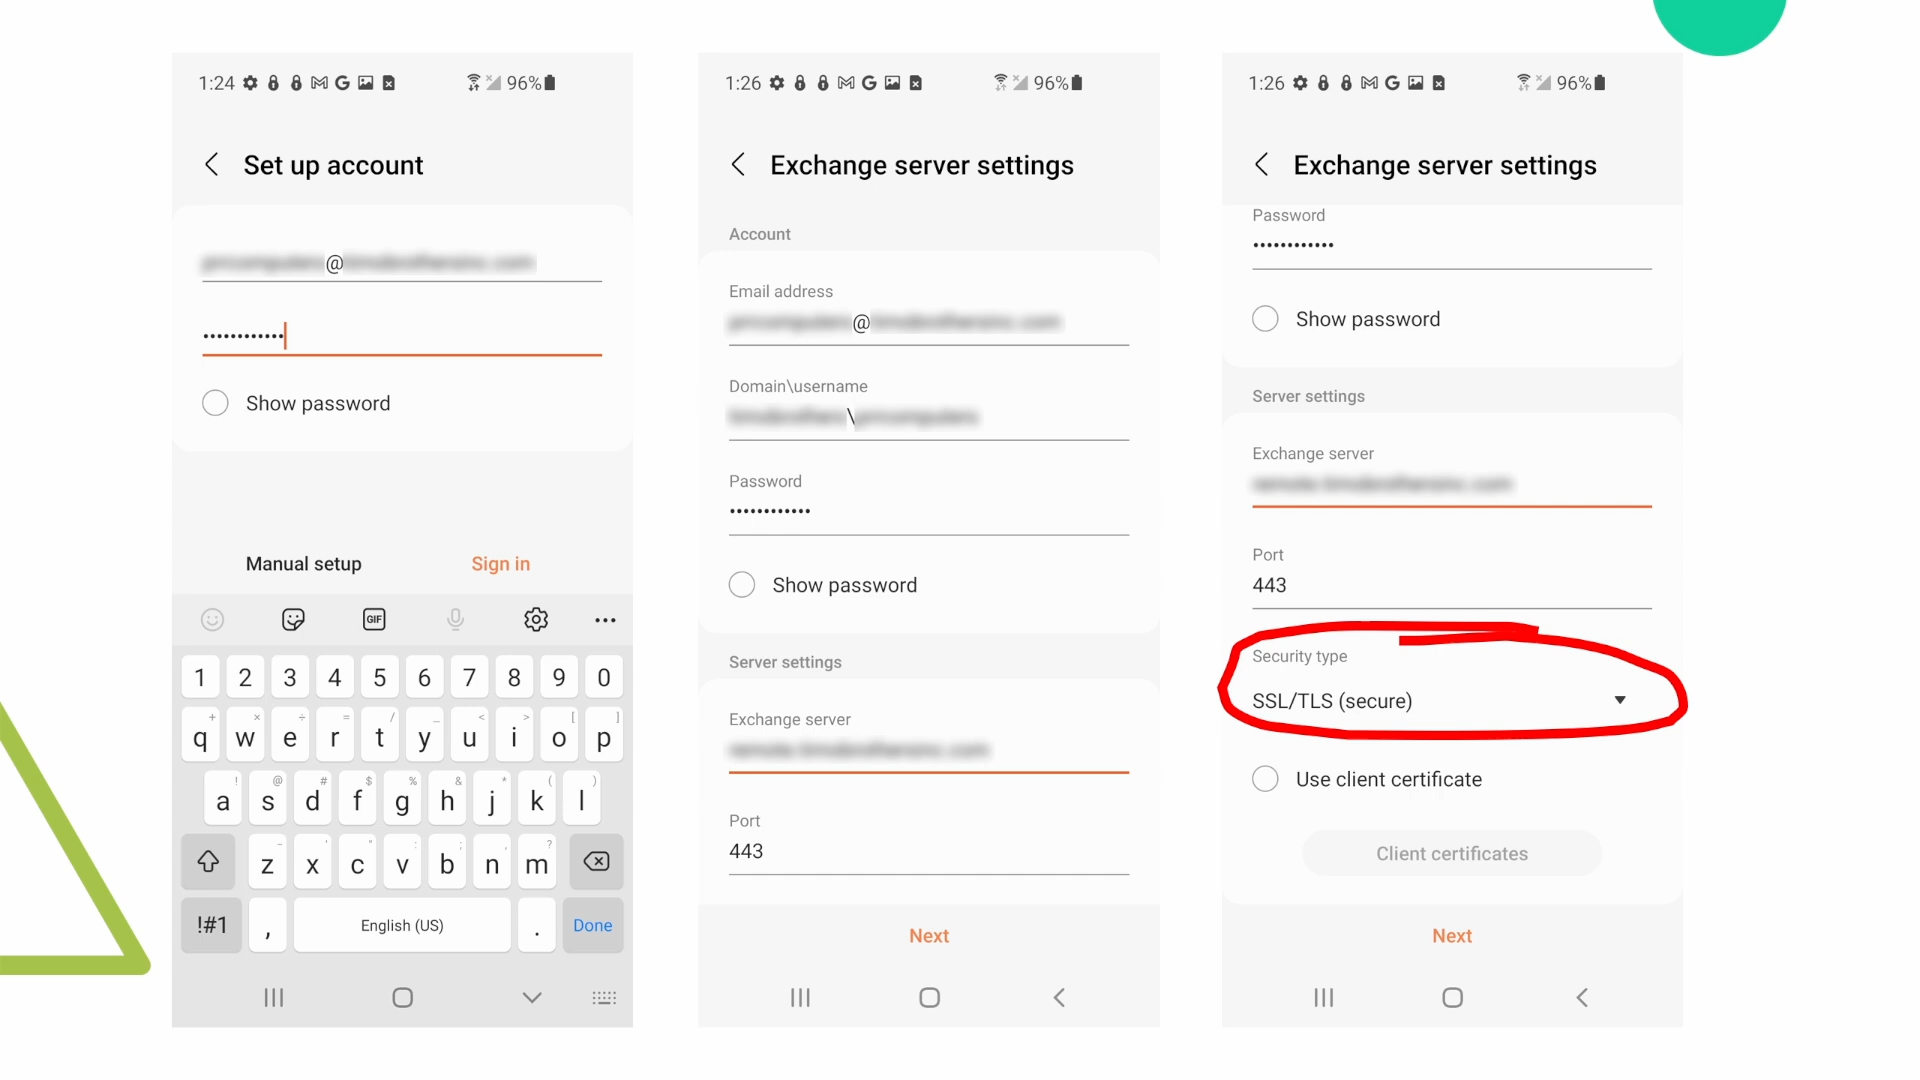 1:24
96%
Set up account
@
••••••••••••
Show password
Manual setup
Sign in
GIF
1 2 3 4 5 6 7 8 9 0
q w e r t y u i o p
a s d f g h j k l
z x c v b n m
!#1 , English (US) . Done
1:26
96%
Exchange server settings
Account
Email address
@
Domain\username
\
Password
••••••••••••
Show password
Server settings
Exchange server
Port
443
Next
1:26
96%
Exchange server settings
Password
••••••••••••
Show password
Server settings
Exchange server
Port
443
Security type
SSL/TLS (secure)
Use client certificate
Client certificates
Next